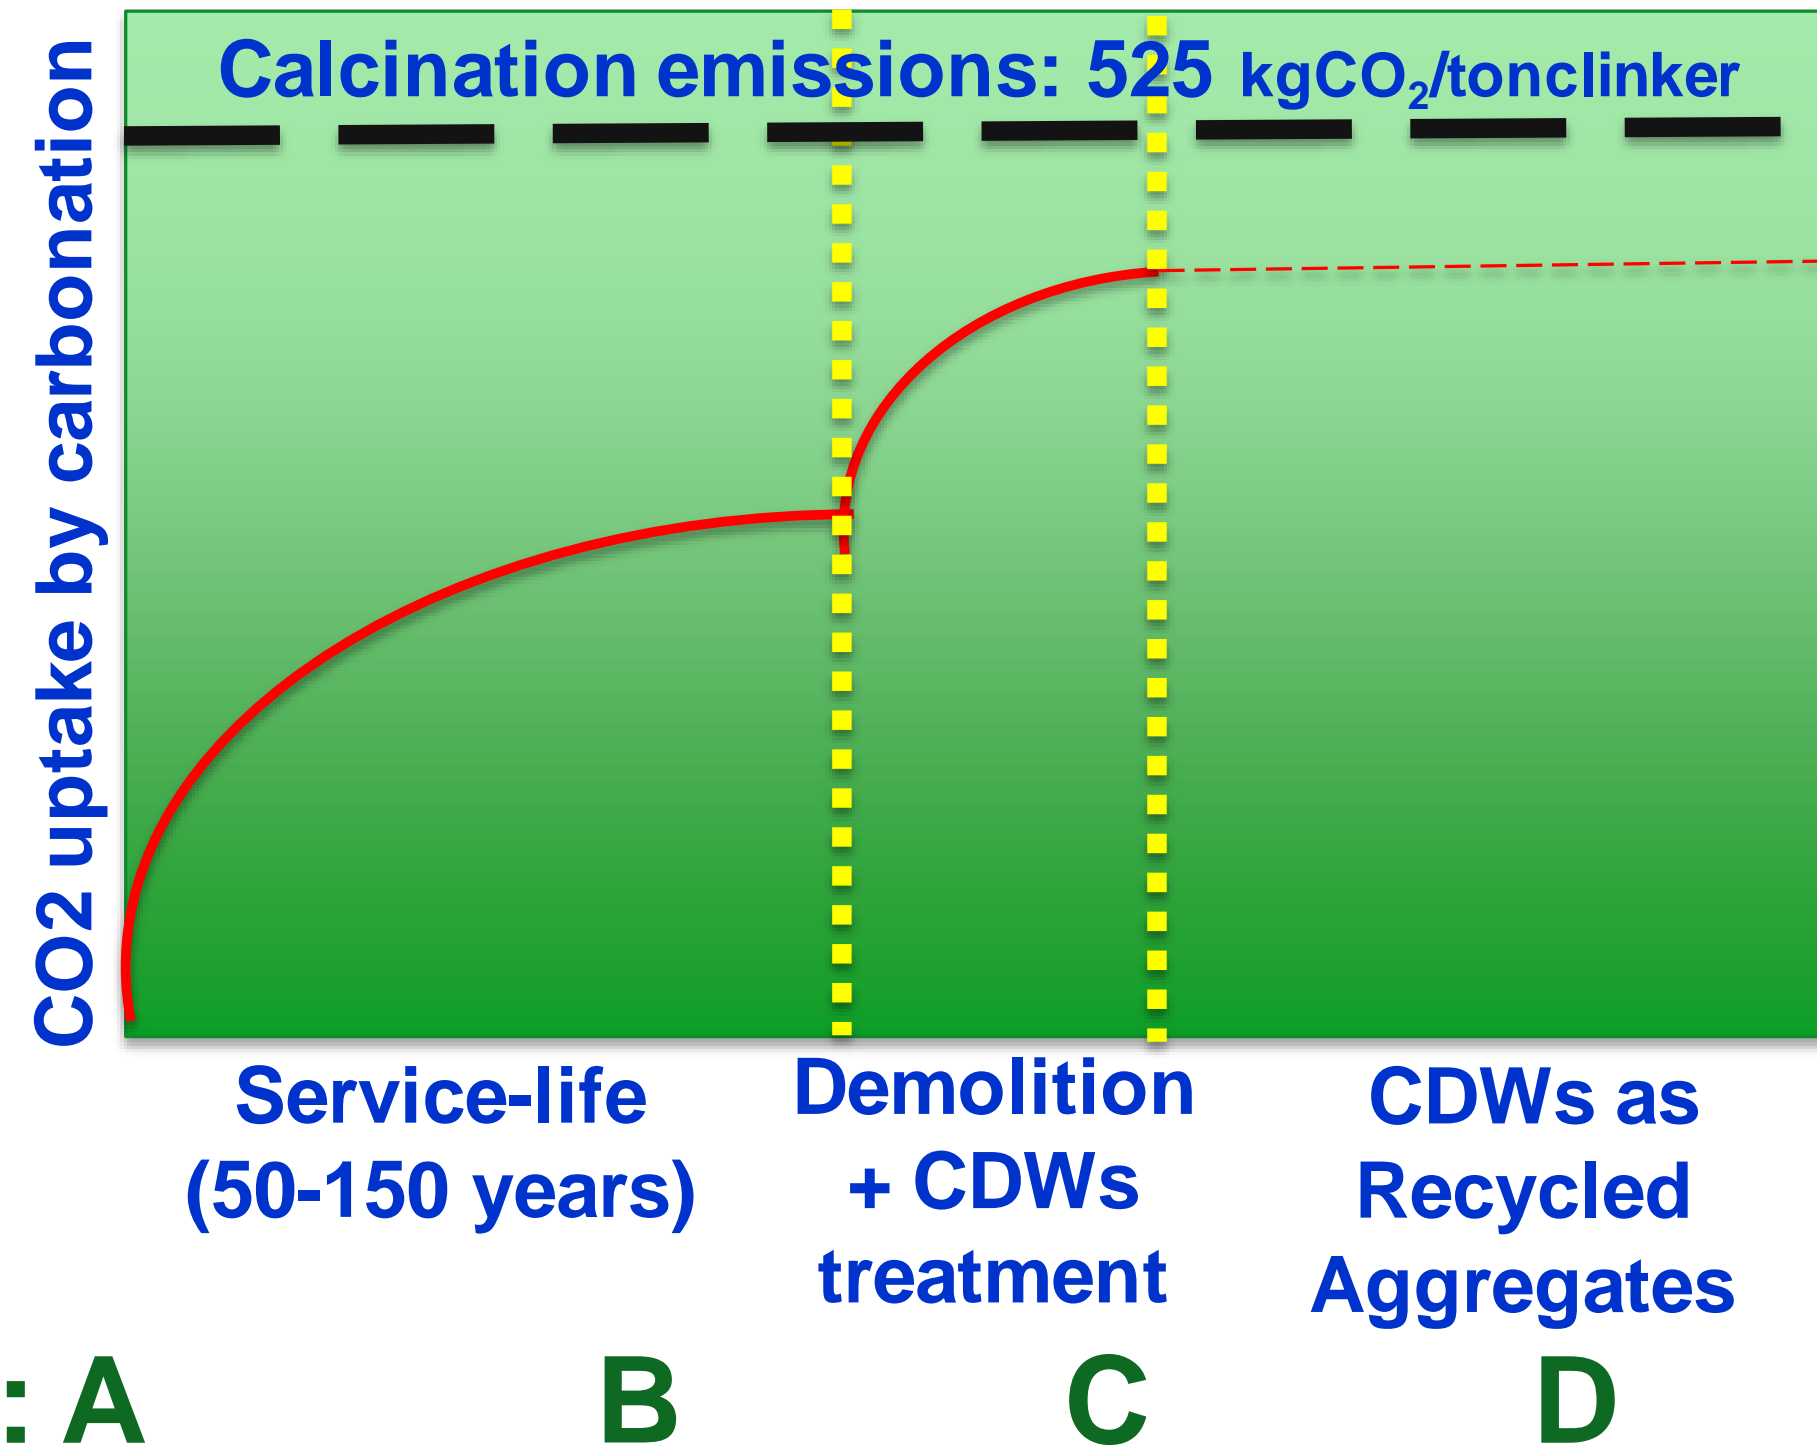 Calcination emissions: 525 kgCO₂/tonclinker
CO2 uptake by carbonation
Service-life
(50-150 years)
Demolition
+ CDWs
treatment
CDWs as
Recycled
Aggregates
: A B C D